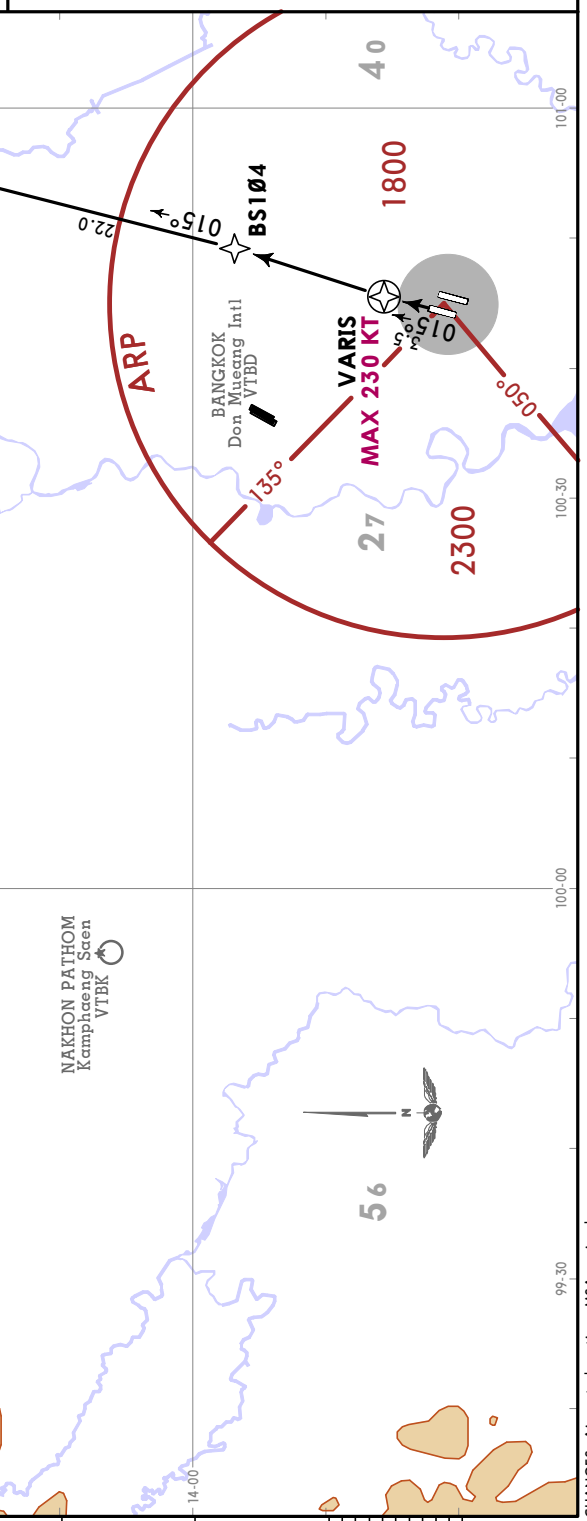 40
101-00
1800
BS1Ø4
015°
22.0
ARP
BANGKOK
Don Mueang Intl
VTBD
VARIS
MAX 230 KT
015°
3.5
050°
135°
100-30
27
2300
100-00
NAKHON PATHOM
Kamphaeng Saen
VTBK
N
56
99-30
14-00